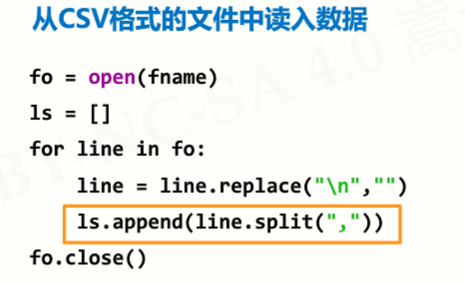 从CSV格式的文件中读入数据
fo = open(fname)
ls = []
for line in fo:
    line = line.replace("\n","")
    ls.append(line.split(","))
fo.close()
BY-NC-SA 4.0 嵩